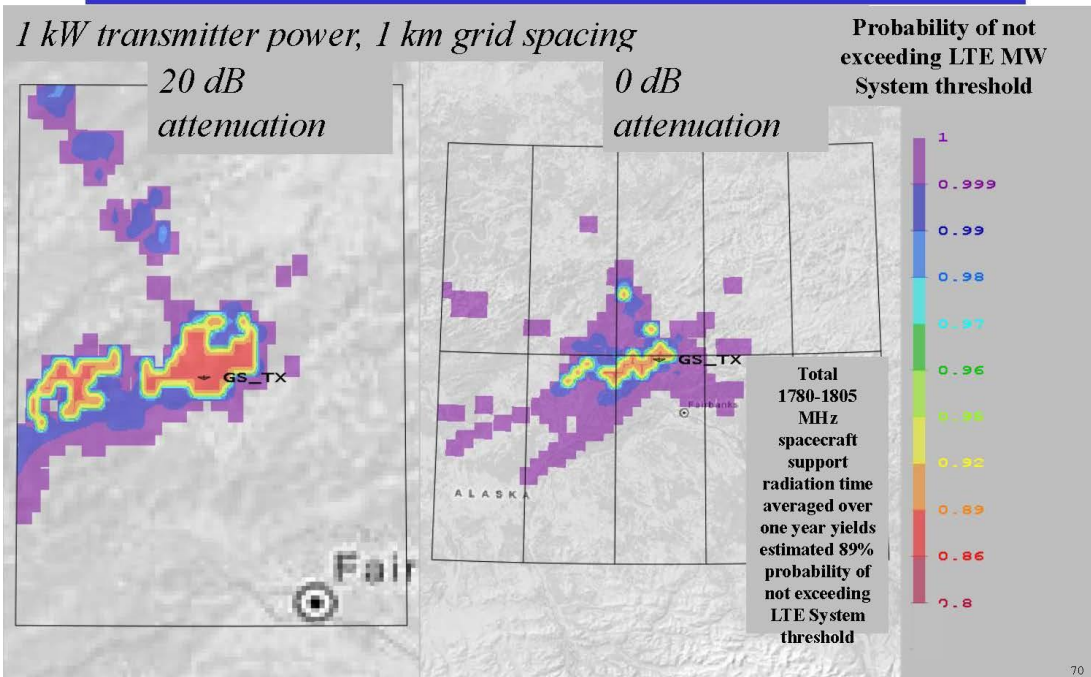 1 kW transmitter power, 1 km grid spacing
20 dB
attenuation
0 dB
attenuation
Probability of not
exceeding LTE MW
System threshold
1
0.999
0.99
0.98
0.97
0.96
0.95
0.92
0.89
0.86
0.8
GS_TX
Fair
GS_TX
Fairbanks
ALASKA
Total
1780-1805
MHz
spacecraft
support
radiation time
averaged over
one year yields
estimated 89%
probability of
not exceeding
LTE System
threshold
70